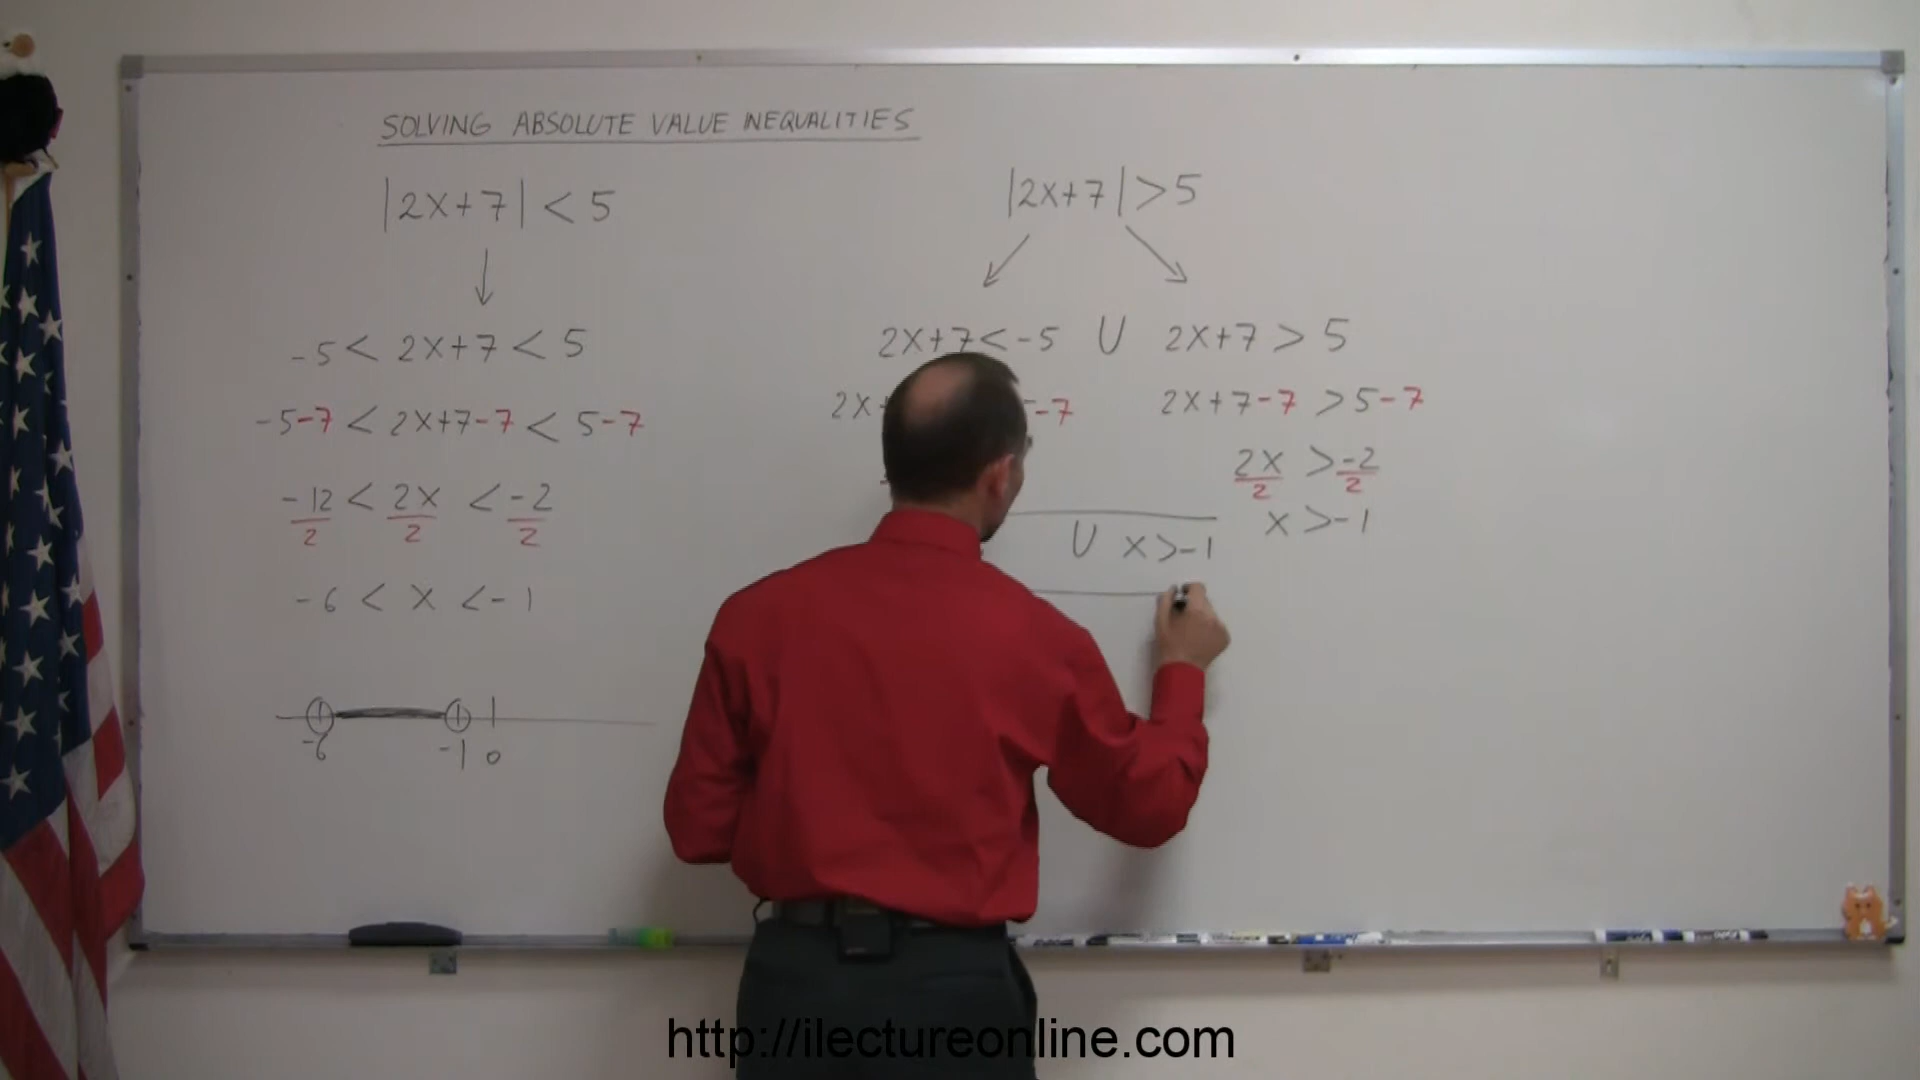 SOLVING ABSOLUTE VALUE INEQUALITIES
|2x+7| < 5
-5 < 2x+7 < 5
-5-7 < 2x+7-7 < 5-7
-12/2 < 2x/2 < -2/2
-6 < x < -1
-6 -1 0
|2x+7| > 5
2x+7 < -5 U 2x+7 > 5
2x -7 2x+7-7 > 5-7
2x/2 > -2/2
x > -1
U x > -1
http://ilectureonline.com